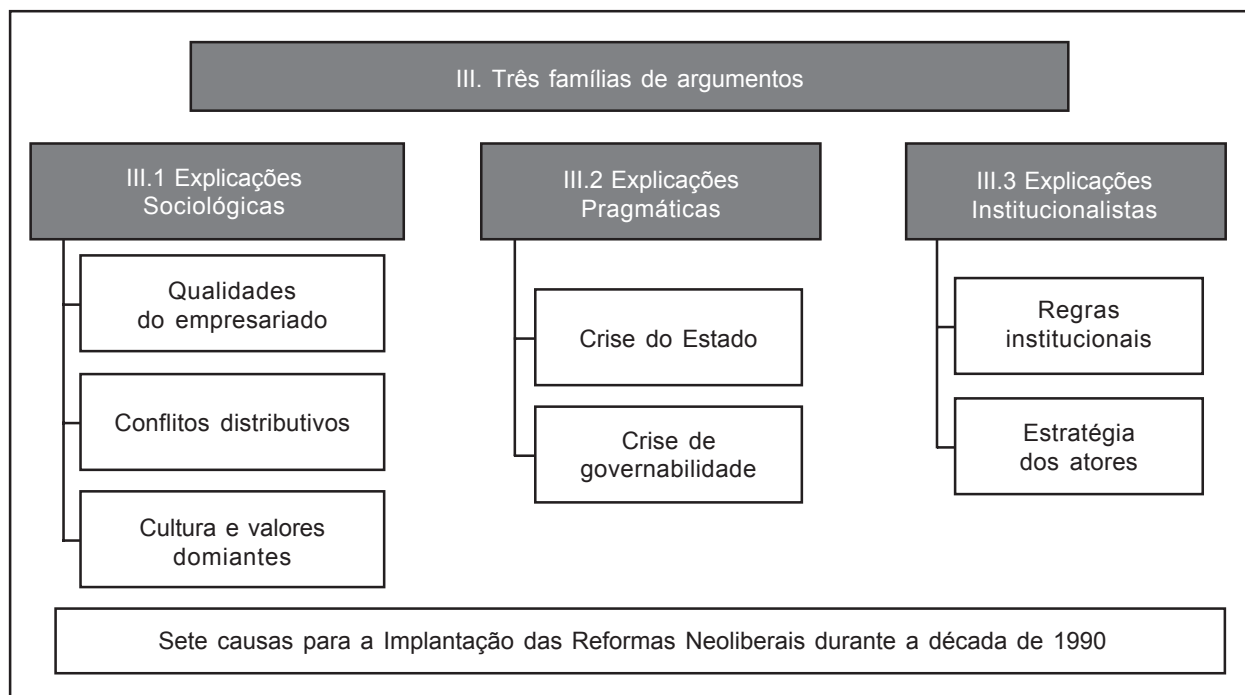 III. Três famílias de argumentos
III.1 Explicações
Sociológicas
Qualidades
do empresariado
Conflitos distributivos
Cultura e valores
domiantes
III.2 Explicações
Pragmáticas
Crise do Estado
Crise de
governabilidade
III.3 Explicações
Institucionalistas
Regras
institucionais
Estratégia
dos atores
Sete causas para a Implantação das Reformas Neoliberais durante a década de 1990